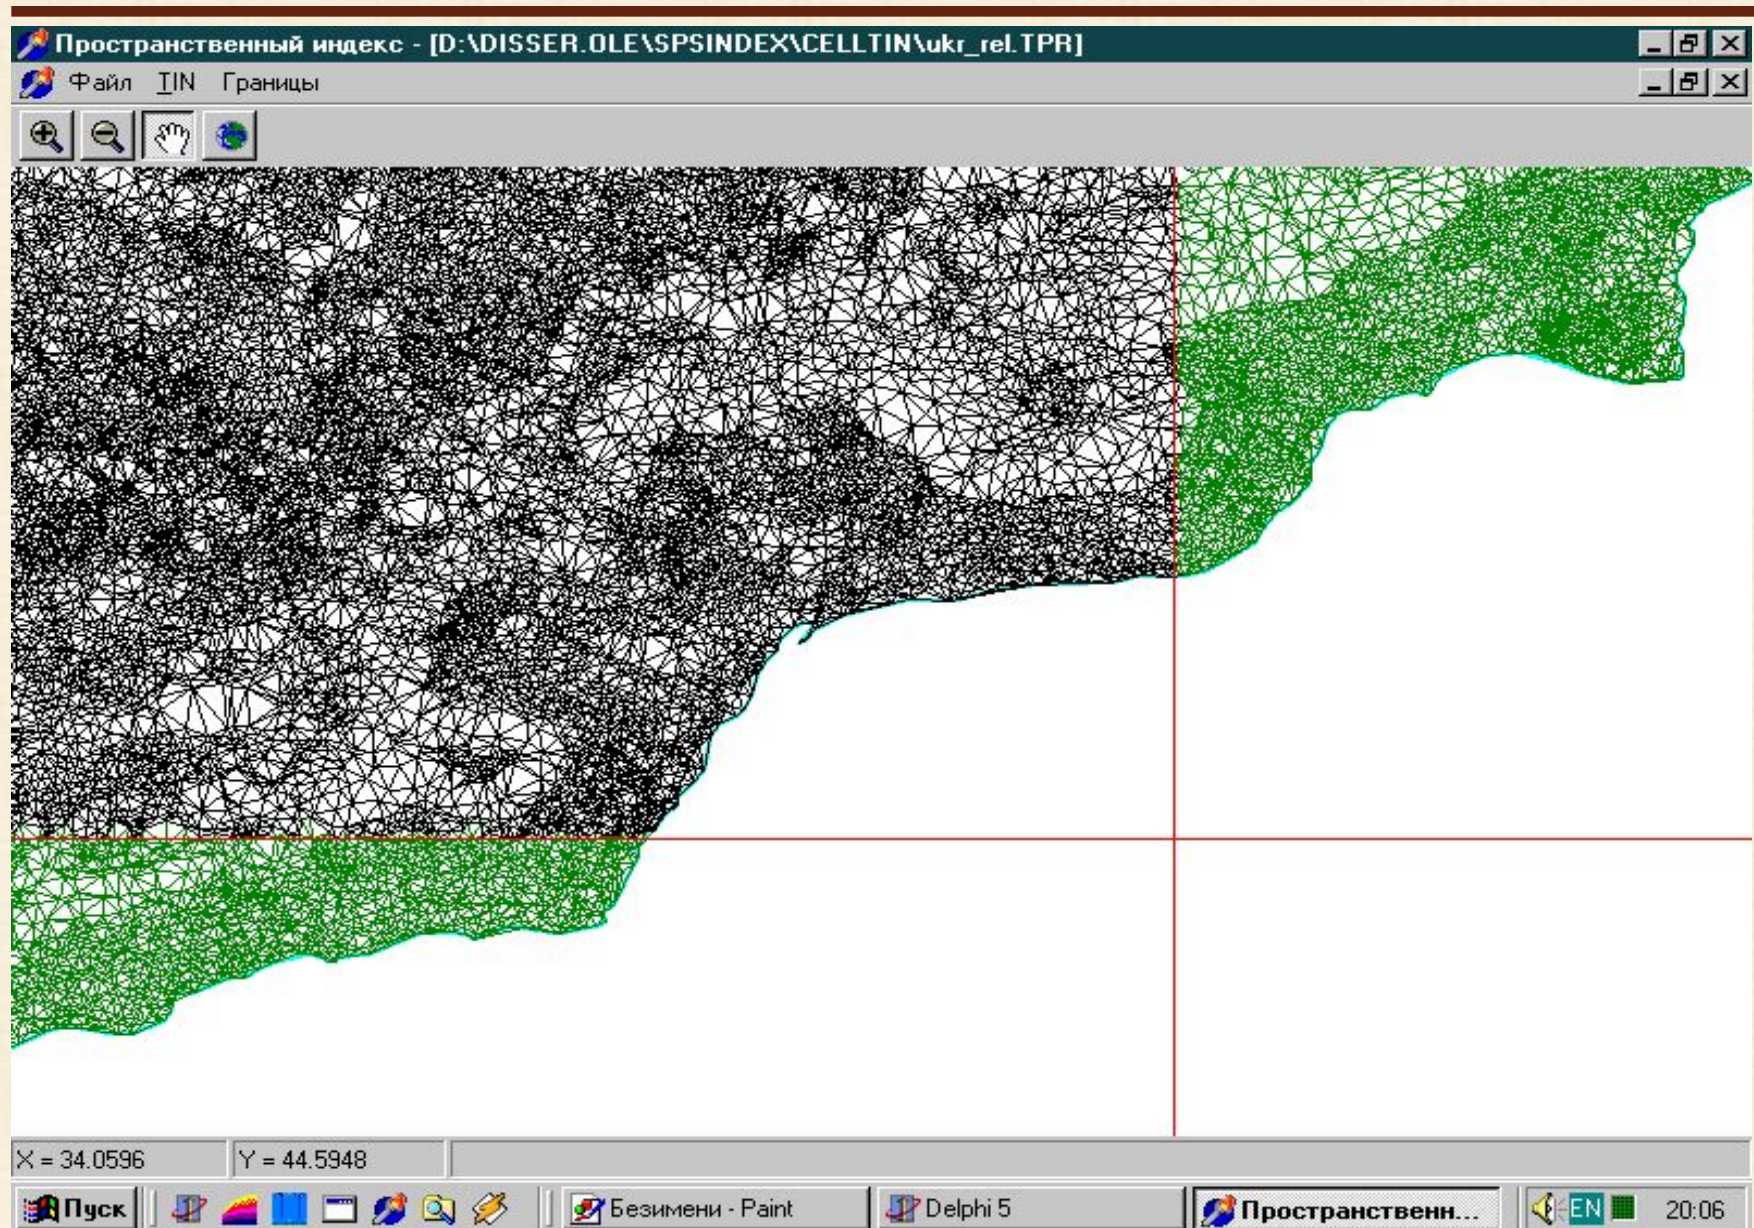 Пространственный индекс - [D:\DISSER.OLE\SPSINDEX\CELLTIN\ukr_rel.TPR]
Файл TIN Границы
X = 34.0596 Y = 44.5948
Пуск Безимени - Paint Delphi 5 Пространственн... EN 20:06